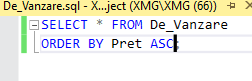 De_Vanzare.sql - X...ject (XMG\XMG (66))
SELECT * FROM De_Vanzare
ORDER BY Pret ASC;